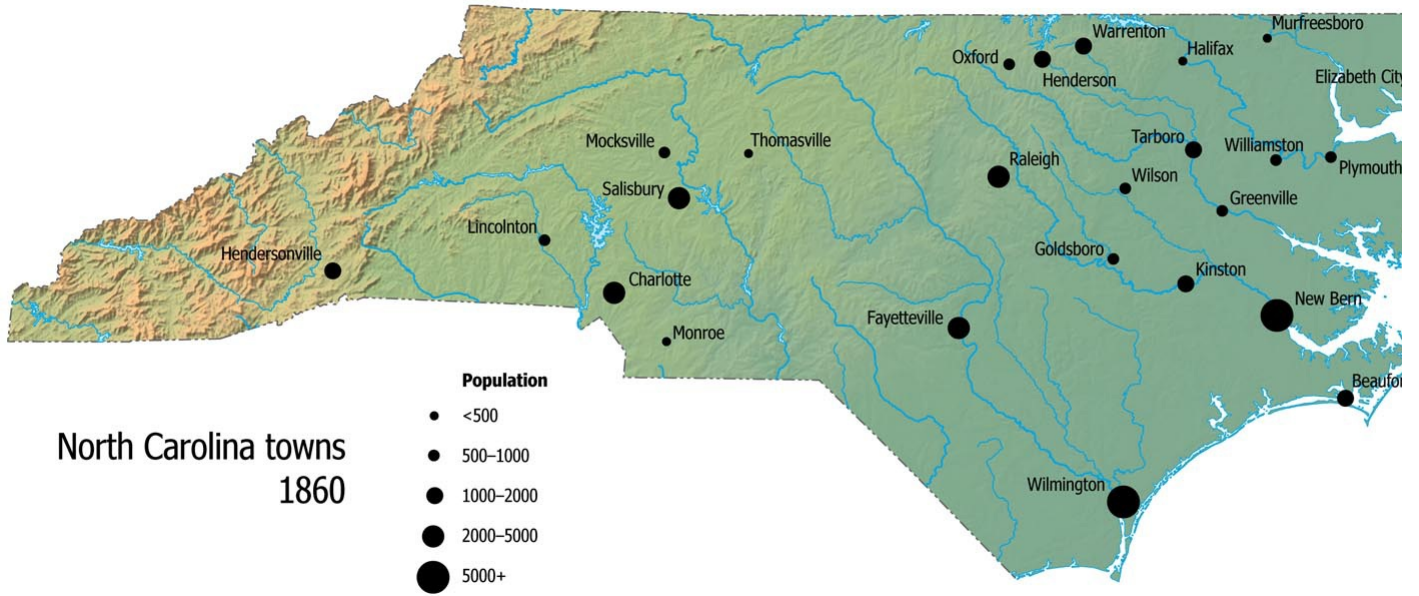 Murfreesboro
Warrenton
Halifax
Oxford
Henderson
Elizabeth City
Mocksville
Thomasville
Tarboro
Williamston
Raleigh
Plymouth
Wilson
Salisbury
Greenville
Lincolnton
Hendersonville
Goldsboro
Kinston
Charlotte
New Bern
Fayetteville
Monroe
Beaufor
Population
<500
500–1000
1000–2000
2000–5000
5000+
North Carolina towns
1860
Wilmington